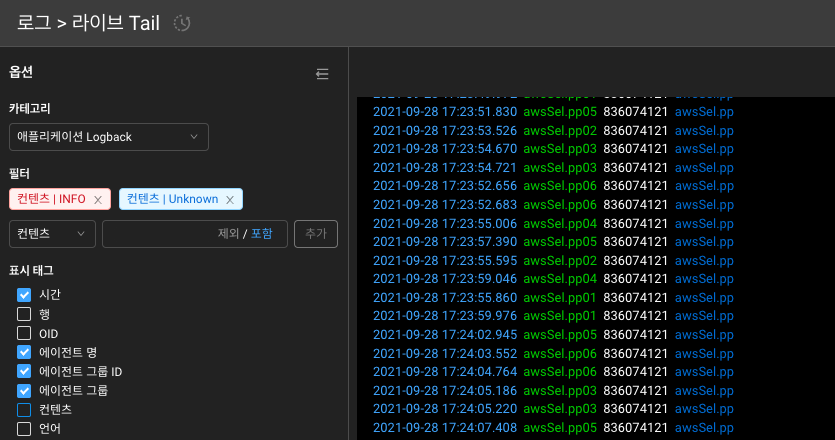 로그 > 라이브 Tail
옵션
카테고리
애플리케이션 Logback
필터
컨텐츠 | INFO
컨텐츠 | Unknown
컨텐츠
제외 / 포함
추가
표시 태그
시간
행
OID
에이전트 명
에이전트 그룹 ID
에이전트 그룹
컨텐츠
언어
2021-09-28 17:23:51.830 awsSel.pp05 836074121 awsSel.pp
2021-09-28 17:23:53.526 awsSel.pp02 836074121 awsSel.pp
2021-09-28 17:23:54.670 awsSel.pp03 836074121 awsSel.pp
2021-09-28 17:23:54.721 awsSel.pp03 836074121 awsSel.pp
2021-09-28 17:23:52.656 awsSel.pp06 836074121 awsSel.pp
2021-09-28 17:23:52.683 awsSel.pp06 836074121 awsSel.pp
2021-09-28 17:23:55.006 awsSel.pp04 836074121 awsSel.pp
2021-09-28 17:23:57.390 awsSel.pp05 836074121 awsSel.pp
2021-09-28 17:23:55.595 awsSel.pp02 836074121 awsSel.pp
2021-09-28 17:23:59.046 awsSel.pp04 836074121 awsSel.pp
2021-09-28 17:23:55.860 awsSel.pp01 836074121 awsSel.pp
2021-09-28 17:23:59.976 awsSel.pp01 836074121 awsSel.pp
2021-09-28 17:24:02.945 awsSel.pp05 836074121 awsSel.pp
2021-09-28 17:24:03.552 awsSel.pp06 836074121 awsSel.pp
2021-09-28 17:24:04.764 awsSel.pp06 836074121 awsSel.pp
2021-09-28 17:24:05.186 awsSel.pp03 836074121 awsSel.pp
2021-09-28 17:24:05.220 awsSel.pp03 836074121 awsSel.pp
2021-09-28 17:24:07.408 awsSel.pp05 836074121 awsSel.pp